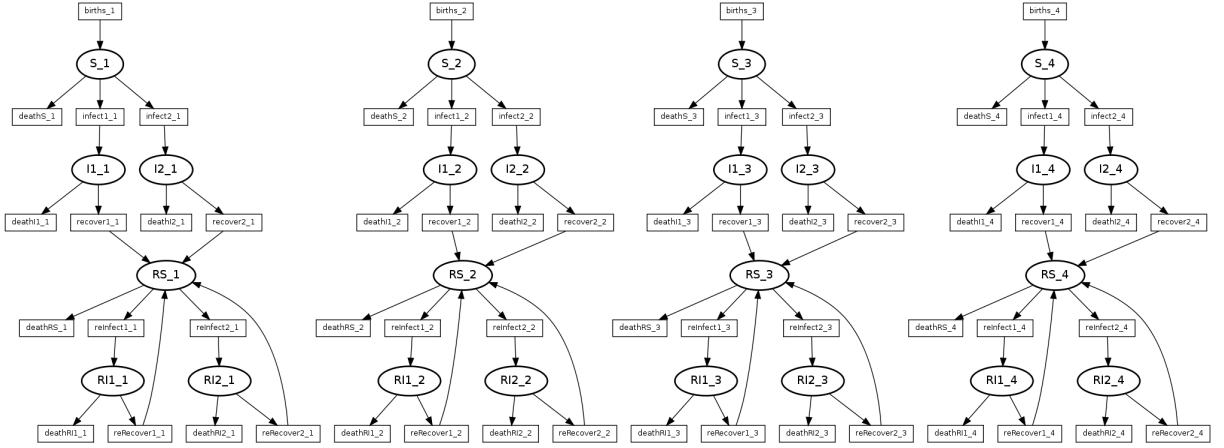 births_1 births_2 births_3 births_4
S_1 S_2 S_3 S_4
deathS_1 infect1_1 infect2_1 deathS_2 infect1_2 infect2_2 deathS_3 infect1_3 infect2_3 deathS_4 infect1_4 infect2_4
I1_1 I2_1 I1_2 I2_2 I1_3 I2_3 I1_4 I2_4
deathI1_1 recover1_1 deathI2_1 recover2_1 deathI1_2 recover1_2 deathI2_2 recover2_2 deathI1_3 recover1_3 deathI2_3 recover2_3 deathI1_4 recover1_4 deathI2_4 recover2_4
RS_1 RS_2 RS_3 RS_4
deathRS_1 reInfect1_1 reInfect2_1 deathRS_2 reInfect1_2 reInfect2_2 deathRS_3 reInfect1_3 reInfect2_3 deathRS_4 reInfect1_4 reInfect2_4
RI1_1 RI2_1 RI1_2 RI2_2 RI1_3 RI2_3 RI1_4 RI2_4
deathRI1_1 reRecover1_1 deathRI2_1 reRecover2_1 deathRI1_2 reRecover1_2 deathRI2_2 reRecover2_2 deathRI1_3 reRecover1_3 deathRI2_3 reRecover2_3 deathRI1_4 reRecover1_4 deathRI2_4 reRecover2_4